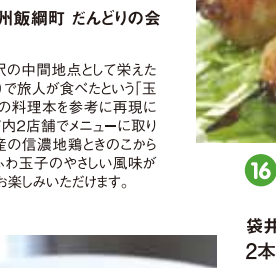 州飯綱町 だんどりの会
沢の中間地点として栄えた
)で旅人が食べたという「玉
の料理本を参考に再現に
内2店舗でメニューに取り
産の信濃地鶏ときのこから
ふわ玉子のやさしい風味が
お楽しみいただけます。
16
袋井
2本